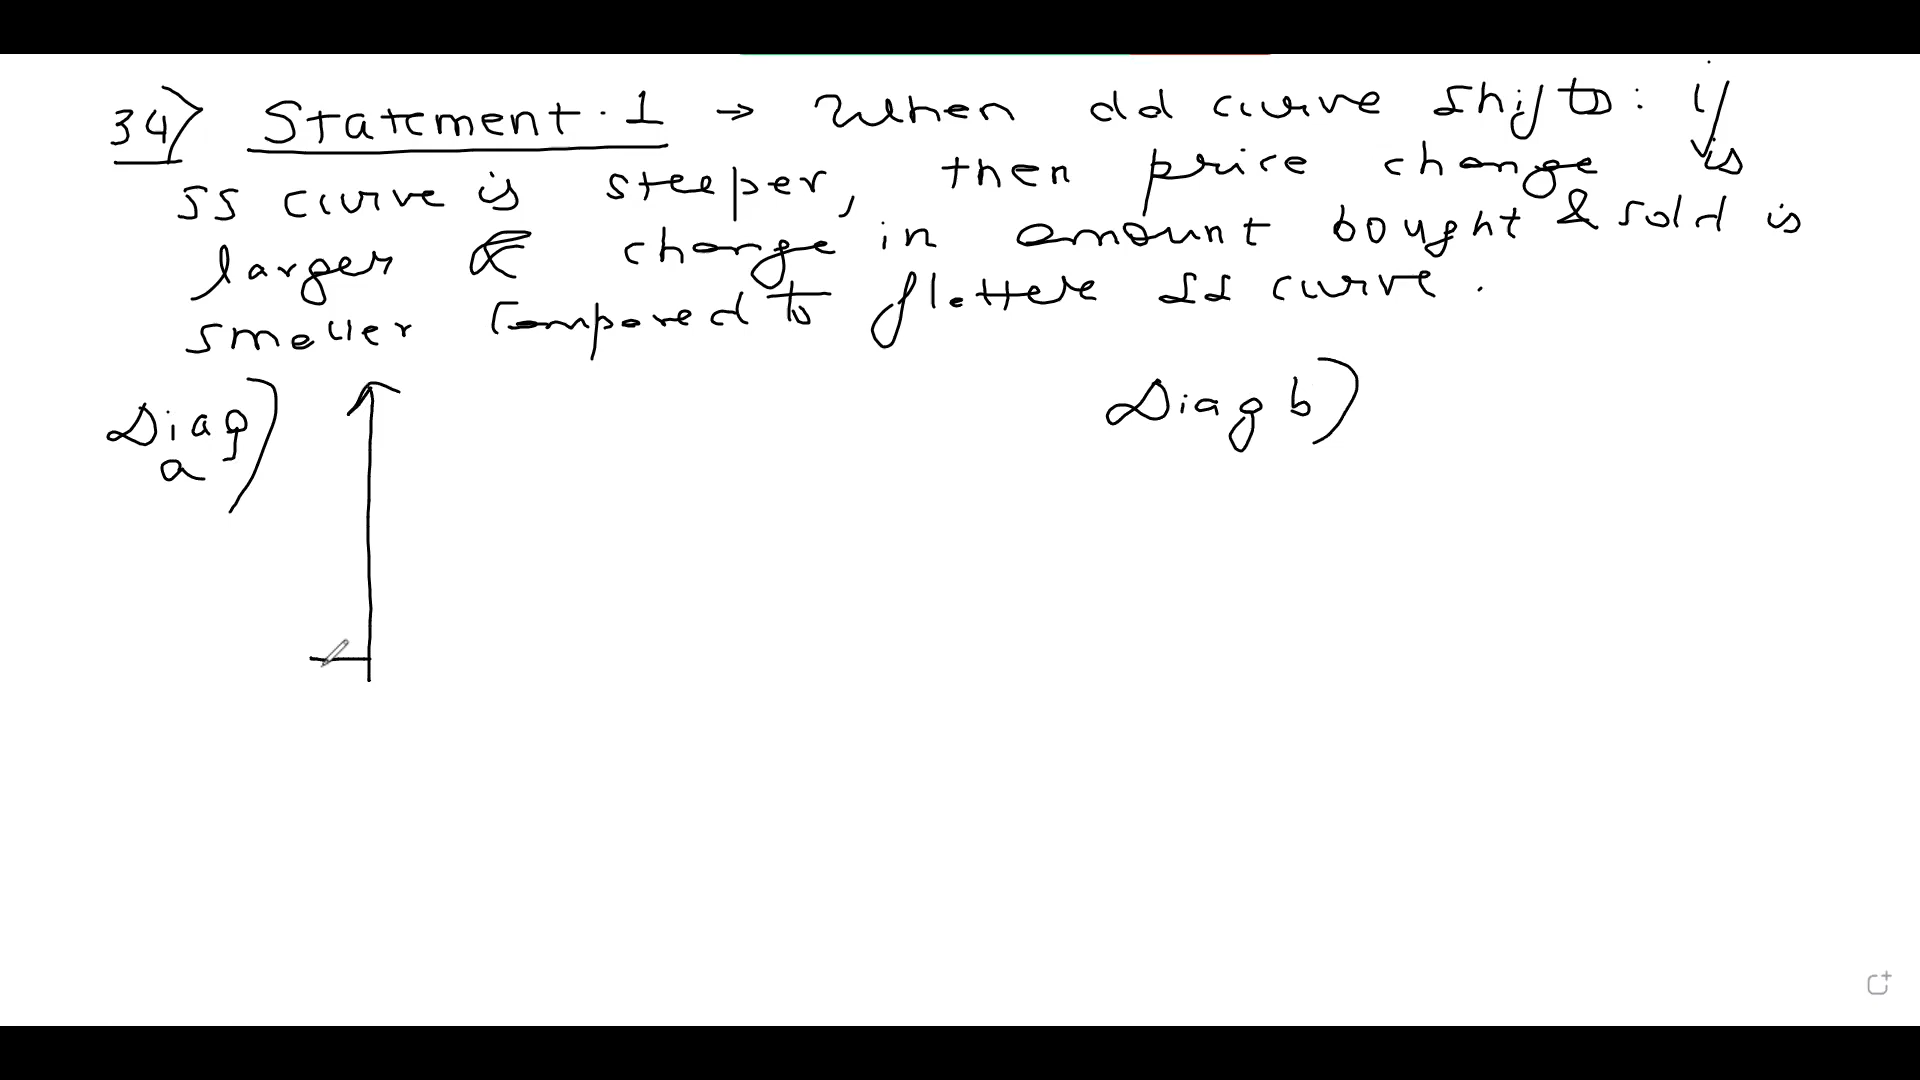 34) Statement. 1 → When dd curve shifts: if
SS curve is steeper, then price change is
larger & change in amount bought & sold is
smaller compared to flattere SS curve.
Diag a)
Diag b)